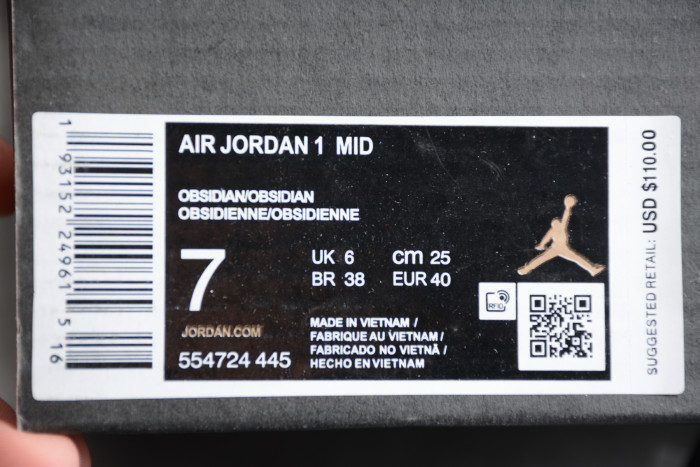 1 93152 24961 5 16
AIR JORDAN 1 MID
OBSIDIAN/OBSIDIAN
OBSIDIENNE/OBSIDIENNE
7
UK 6 cm 25
BR 38 EUR 40
JORDAN.COM
554724 445
MADE IN VIETNAM /
FABRIQUE AU VIETNAM /
FABRICADO NO VIETNÃ /
HECHO EN VIETNAM
RFID
SUGGESTED RETAIL: USD $110.00